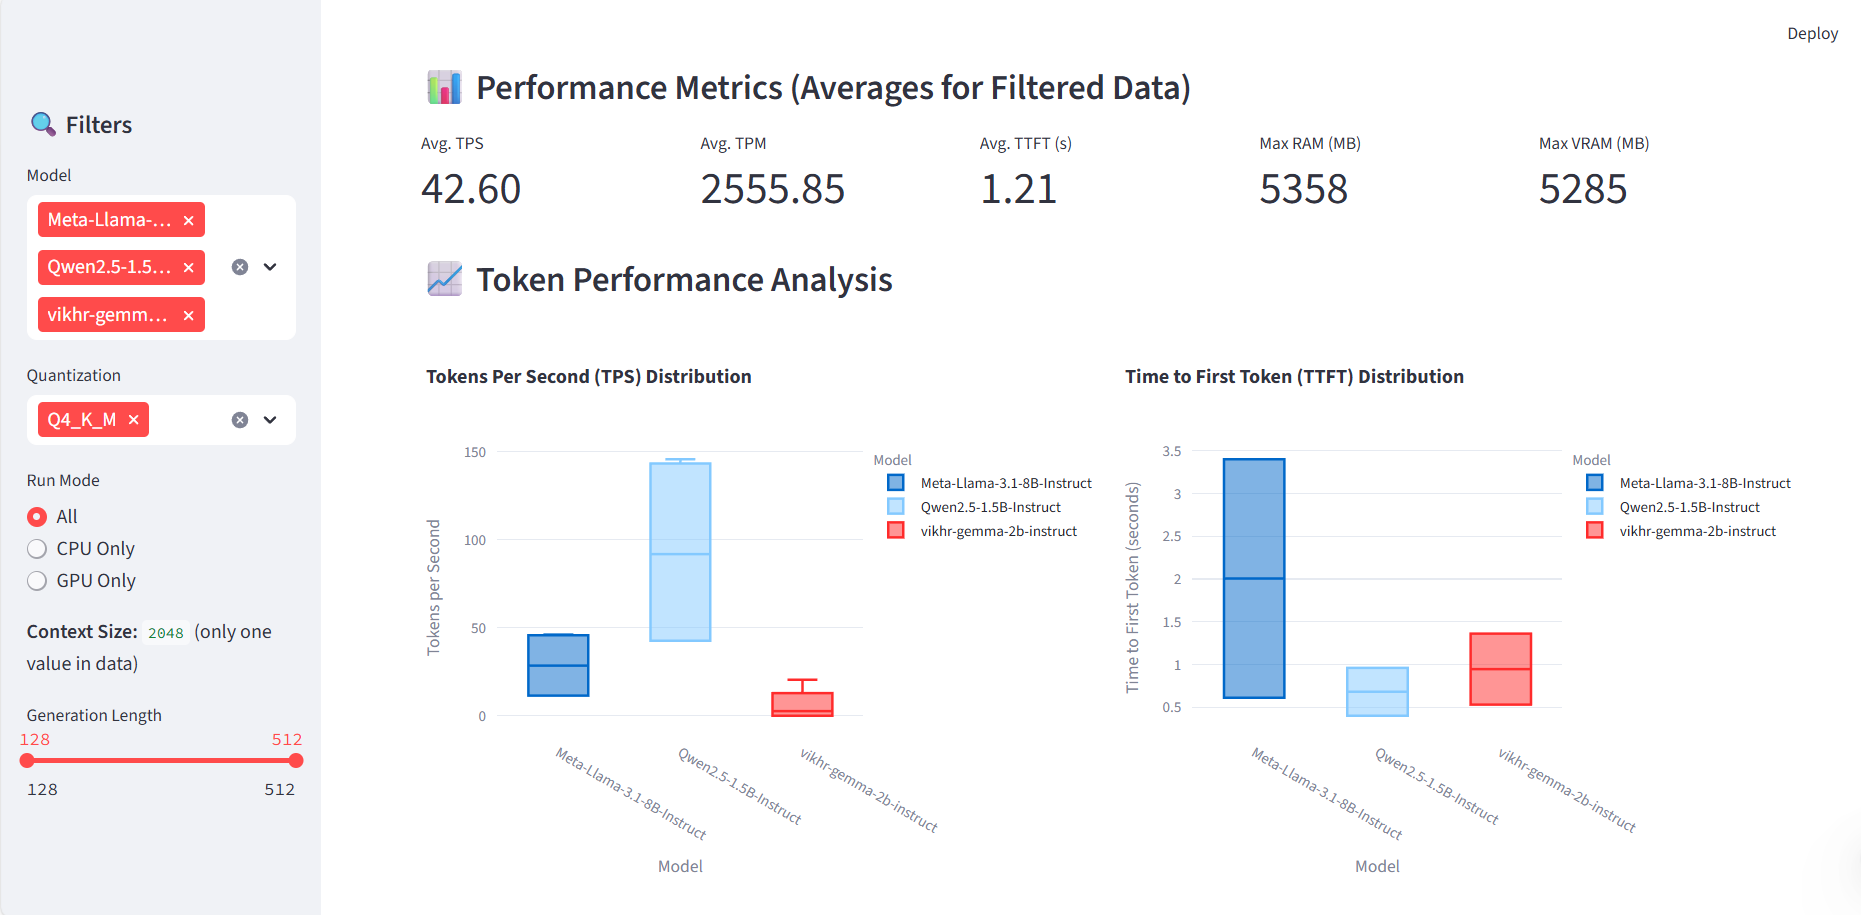 Deploy
Filters
Model
Meta-Llama-...
Qwen2.5-1.5...
vikhr-gemm...
Quantization
Q4_K_M
Run Mode
All
CPU Only
GPU Only
Context Size: 2048 (only one
value in data)
Generation Length
128 512
128 512
Performance Metrics (Averages for Filtered Data)
Avg. TPS
42.60
Avg. TPM
2555.85
Avg. TTFT (s)
1.21
Max RAM (MB)
5358
Max VRAM (MB)
5285
Token Performance Analysis
Tokens Per Second (TPS) Distribution
150
100
50
0
Tokens per Second
Meta-Llama-3.1-8B-Instruct
Qwen2.5-1.5B-Instruct
vikhr-gemma-2b-instruct
Model
Model
Meta-Llama-3.1-8B-Instruct
Qwen2.5-1.5B-Instruct
vikhr-gemma-2b-instruct
Time to First Token (TTFT) Distribution
3.5
3
2.5
2
1.5
1
0.5
Time to First Token (seconds)
Meta-Llama-3.1-8B-Instruct
Qwen2.5-1.5B-Instruct
vikhr-gemma-2b-instruct
Model
Model
Meta-Llama-3.1-8B-Instruct
Qwen2.5-1.5B-Instruct
vikhr-gemma-2b-instruct